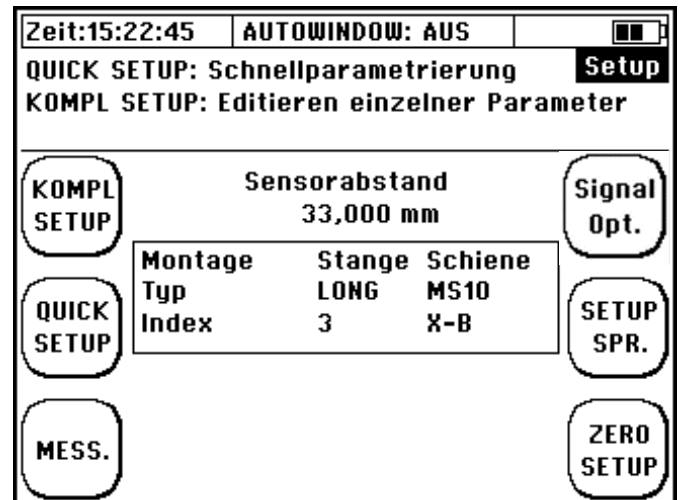 Zeit:15:22:45 AUTOWINDOW: AUS
QUICK SETUP: Schnellparametrierung Setup
KOMPL SETUP: Editieren einzelner Parameter
KOMPL
SETUP
Sensorabstand
33,000 mm
Signal
Opt.
Montage Stange Schiene
Typ LONG MS10
Index 3 X-B
QUICK
SETUP
SETUP
SPR.
MESS.
ZERO
SETUP